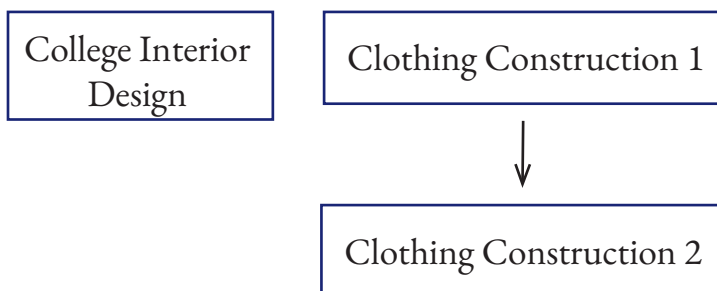 College Interior
Design
Clothing Construction 1
Clothing Construction 2